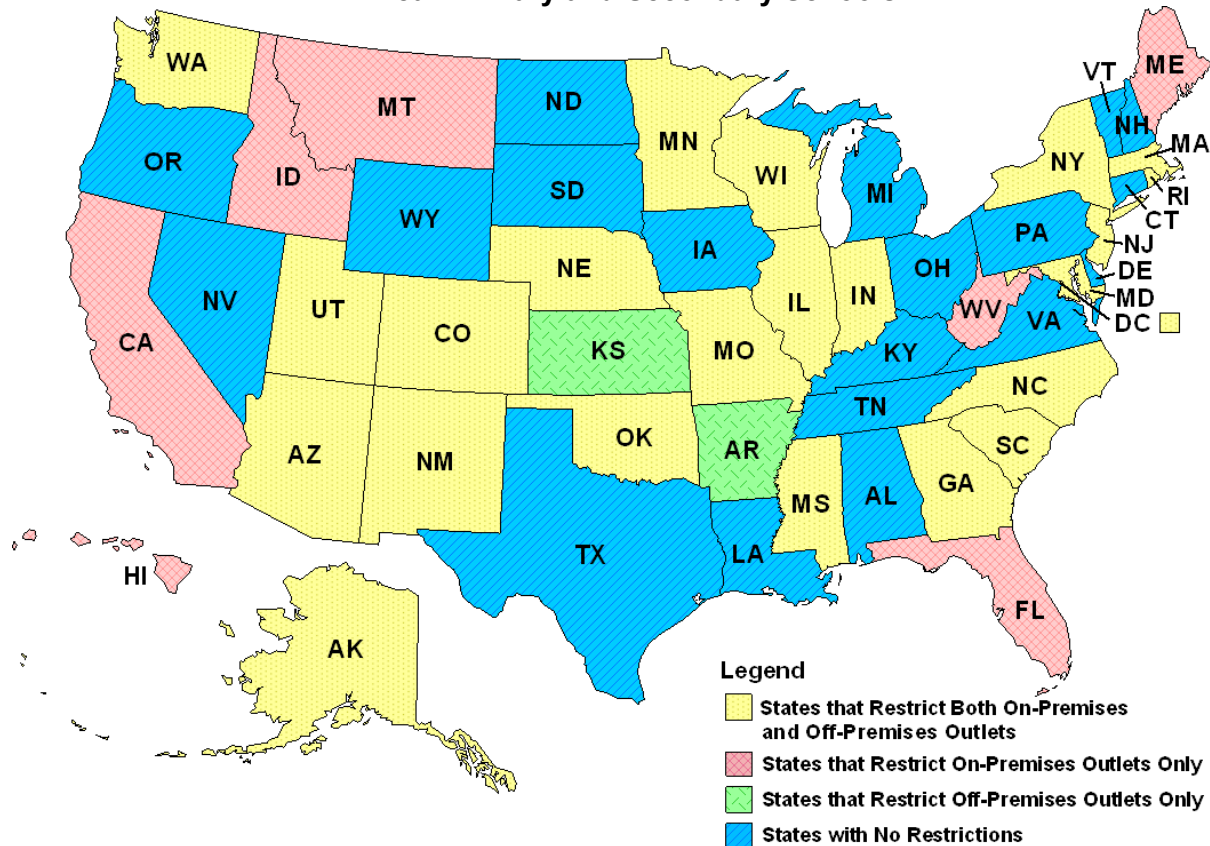 WA
MT
ND
MN
VT
ME
NH
MA
OR
ID
SD
WI
MI
NY
RI
CT
WY
IA
PA
NJ
NE
OH
DE
MD
NV
UT
IL
IN
WV
VA
DC
CA
CO
KS
MO
KY
NC
TN
AZ
NM
OK
AR
SC
MS
AL
GA
TX
LA
HI
FL
AK
Legend
States that Restrict Both On-Premises
and Off-Premises Outlets
States that Restrict On-Premises Outlets Only
States that Restrict Off-Premises Outlets Only
States with No Restrictions